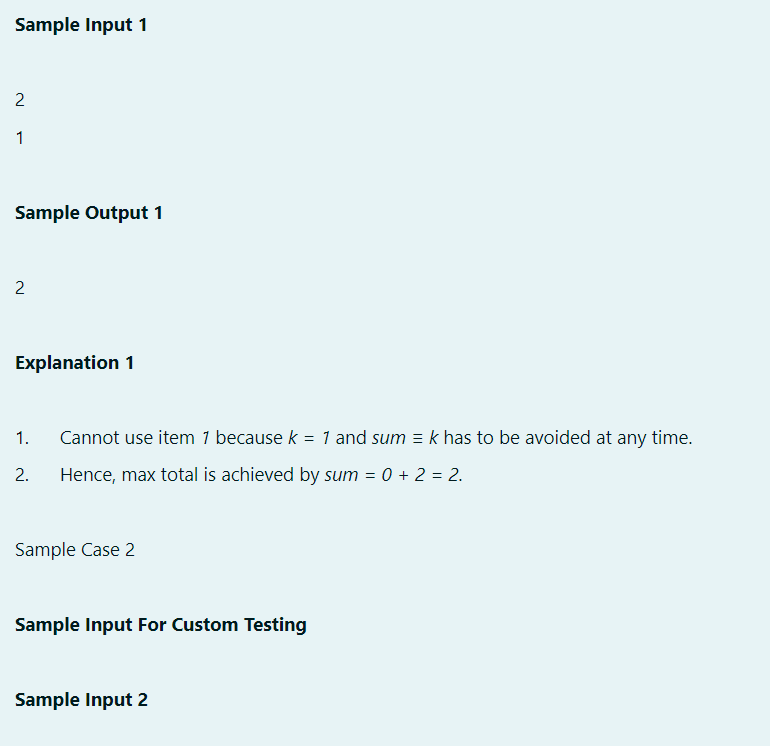 Sample Input 1
2
1
Sample Output 1
2
Explanation 1
1. Cannot use item 1 because k = 1 and sum ≡ k has to be avoided at any time.
2. Hence, max total is achieved by sum = 0 + 2 = 2.
Sample Case 2
Sample Input For Custom Testing
Sample Input 2